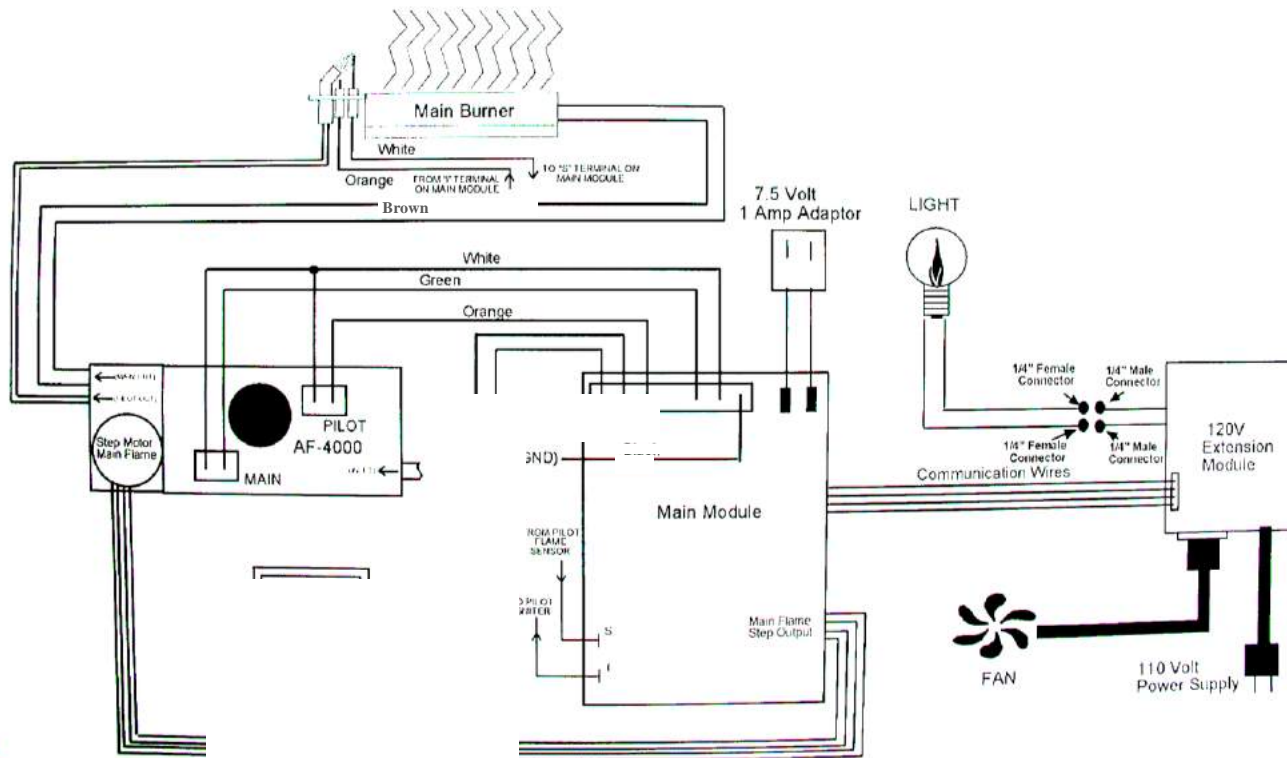 Main Burner
White
TO "S" TERMINAL ON
MAIN MODULE
Orange
FROM "I" TERMINAL
ON MAIN MODULE
Brown
7.5 Volt
1 Amp Adaptor
LIGHT
White
Green
Orange
1/4" Female
Connector
1/4" Male
Connector
PILOT
AF-4000
Step Motor
Main Flame
MAIN
GND)
1/4" Female
Connector
1/4" Male
Connector
120V
Extension
Module
Communication Wires
Main Module
ROM PILOT
FLAME
SENSOR
PILOT
S
I
Main Flame
Step Output
FAN
110 Volt
Power Supply